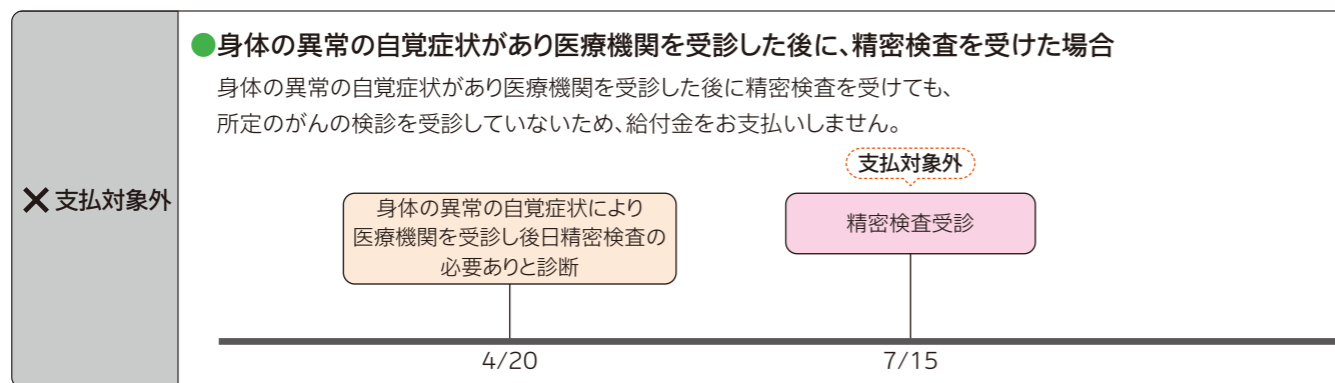 ●身体の異常の自覚症状があり医療機関を受診した後に、精密検査を受けた場合
身体の異常の自覚症状があり医療機関を受診した後に精密検査を受けても、
所定のがんの検診を受診していないため、給付金をお支払いしません。
✕支払対象外
支払対象外
身体の異常の自覚症状により
医療機関を受診し後日精密検査の
必要ありと診断
精密検査受診
4/20
7/15